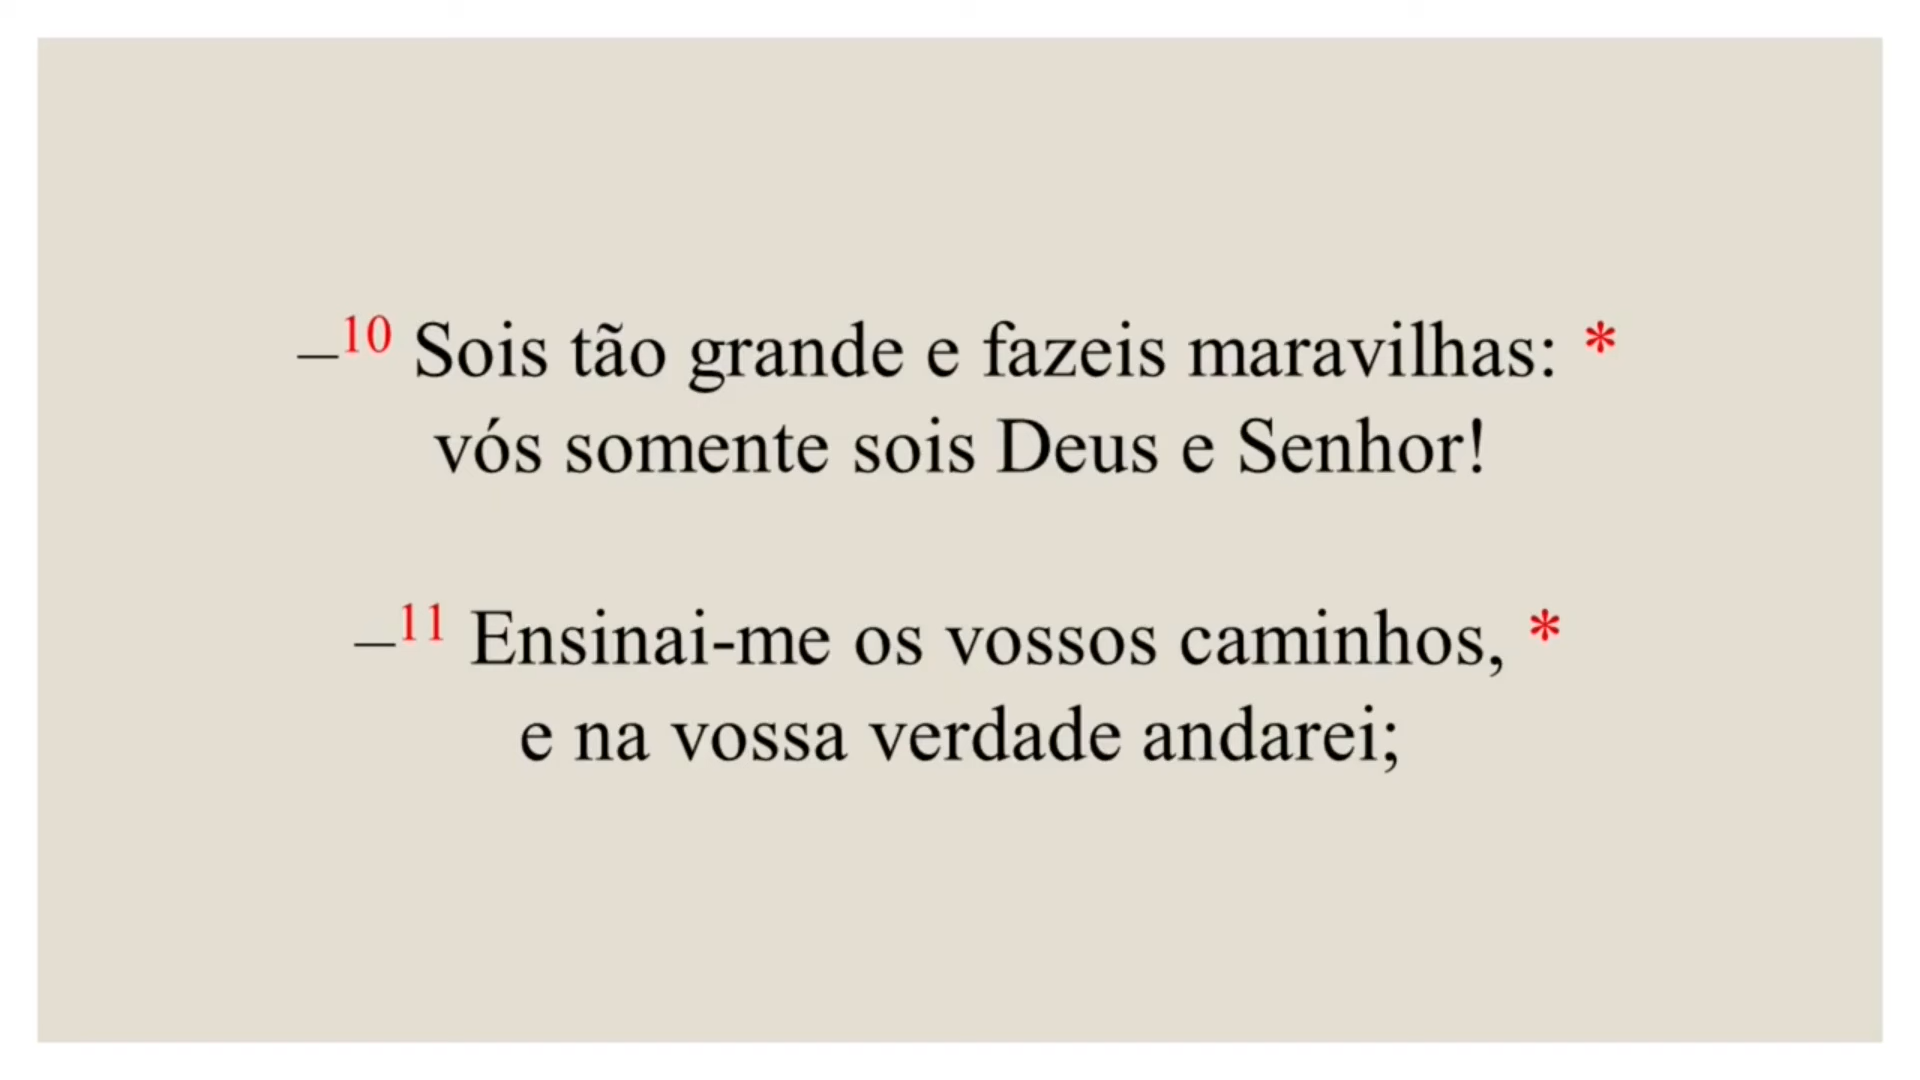 –10 Sois tão grande e fazeis maravilhas: *
vós somente sois Deus e Senhor!
–11 Ensinai-me os vossos caminhos, *
e na vossa verdade andarei;